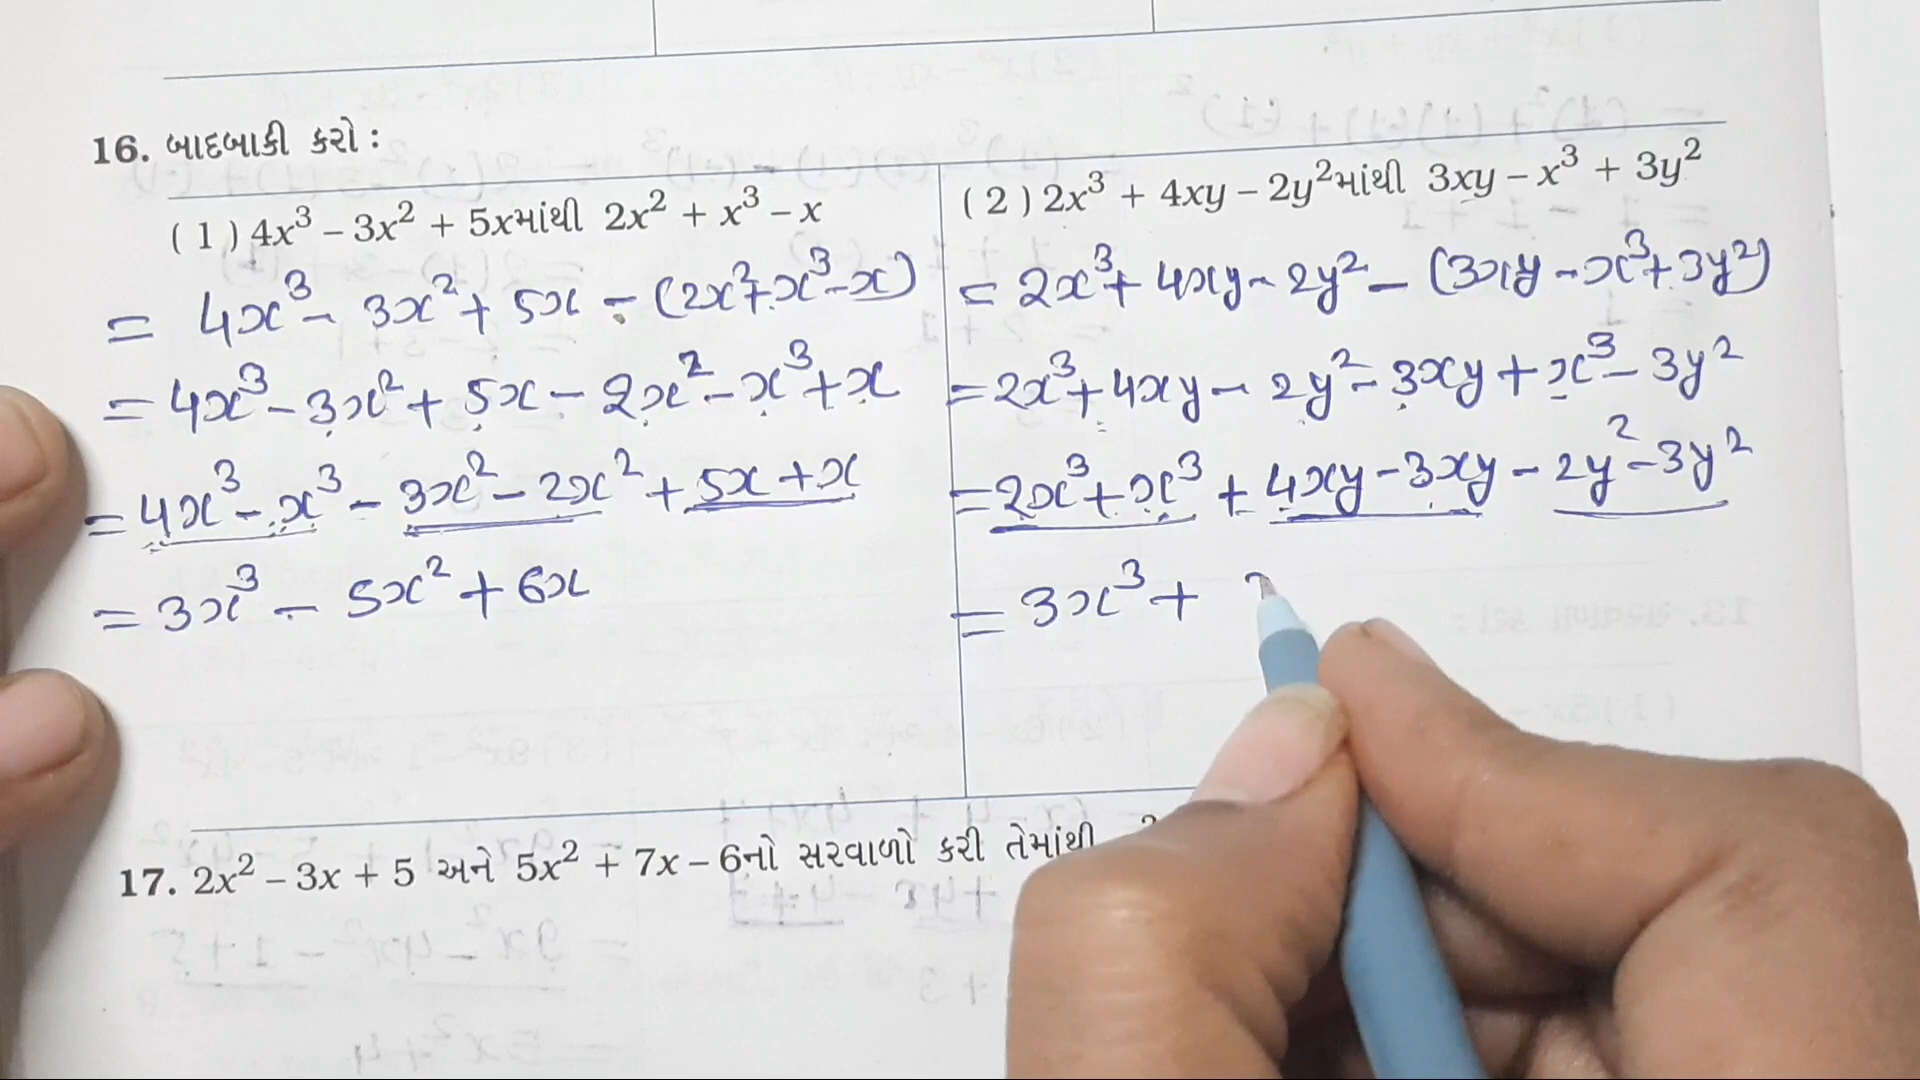 16. બાદબાકી કરો :
( 1 ) 4x³ – 3x² + 5xમાંથી 2x² + x³ – x
= 4x³ - 3x² + 5x - (2x² + x³ - x)
= 4x³ - 3x² + 5x - 2x² - x³ + x
= 4x³ - x³ - 3x² - 2x² + 5x + x
= 3x³ - 5x² + 6x
( 2 ) 2x³ + 4xy – 2y²માંથી 3xy – x³ + 3y²
= 2x³ + 4xy - 2y² - (3xy - x³ + 3y²)
= 2x³ + 4xy - 2y² - 3xy + x³ - 3y²
= 2x³ + x³ + 4xy - 3xy - 2y² - 3y²
= 3x³ +
17. 2x² – 3x + 5 અને 5x² + 7x – 6નો સરવાળો કરી તેમાંથી